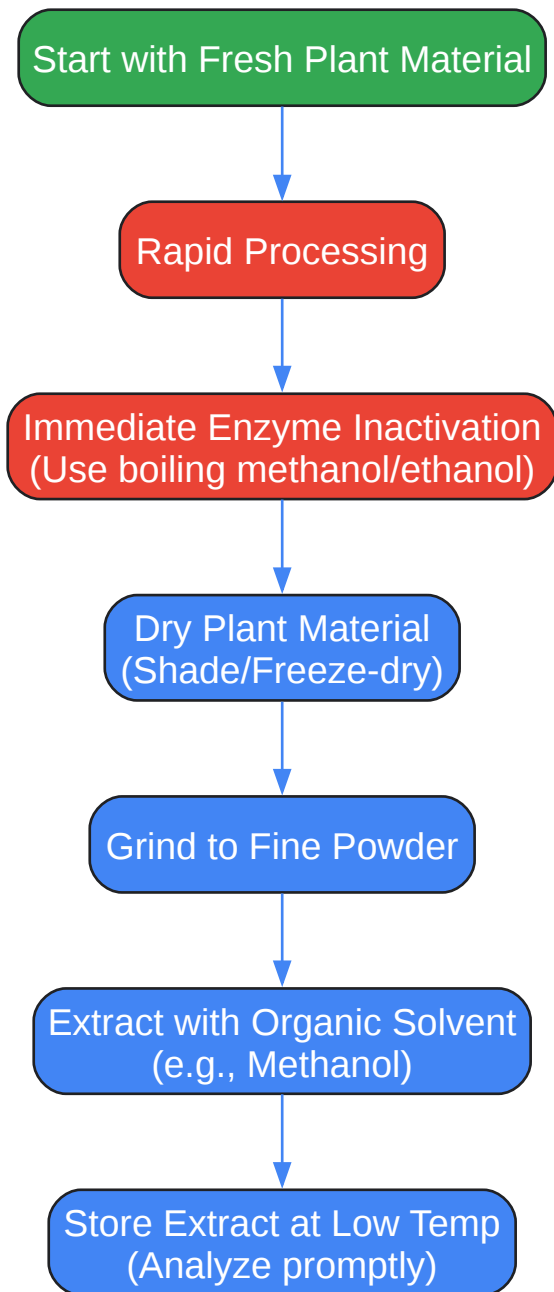 Start with Fresh Plant Material
Rapid Processing
Immediate Enzyme Inactivation
(Use boiling methanol/ethanol)
Dry Plant Material
(Shade/Freeze-dry)
Grind to Fine Powder
Extract with Organic Solvent
(e.g., Methanol)
Store Extract at Low Temp
(Analyze promptly)